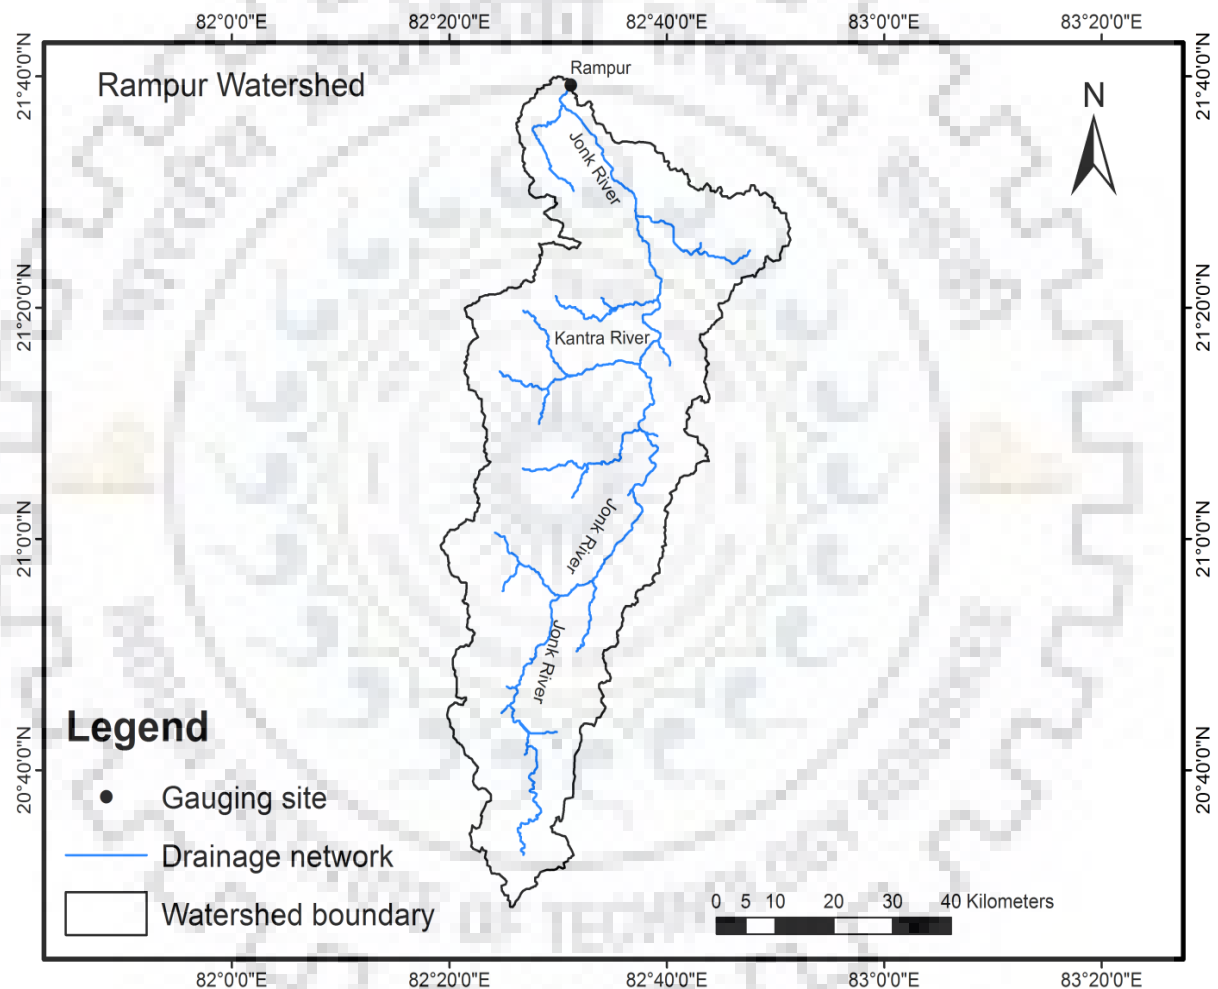 82°0'0"E 82°20'0"E 82°40'0"E 83°0'0"E 83°20'0"E
21°40'0"N
21°40'0"N
Rampur Watershed
Rampur
N
Jonk River
21°20'0"N
21°20'0"N
Kantra River
Jonk River
21°0'0"N
21°0'0"N
Jonk River
Legend
20°40'0"N
20°40'0"N
Gauging site
Drainage network
Watershed boundary
0 5 10 20 30 40 Kilometers
82°0'0"E 82°20'0"E 82°40'0"E 83°0'0"E 83°20'0"E